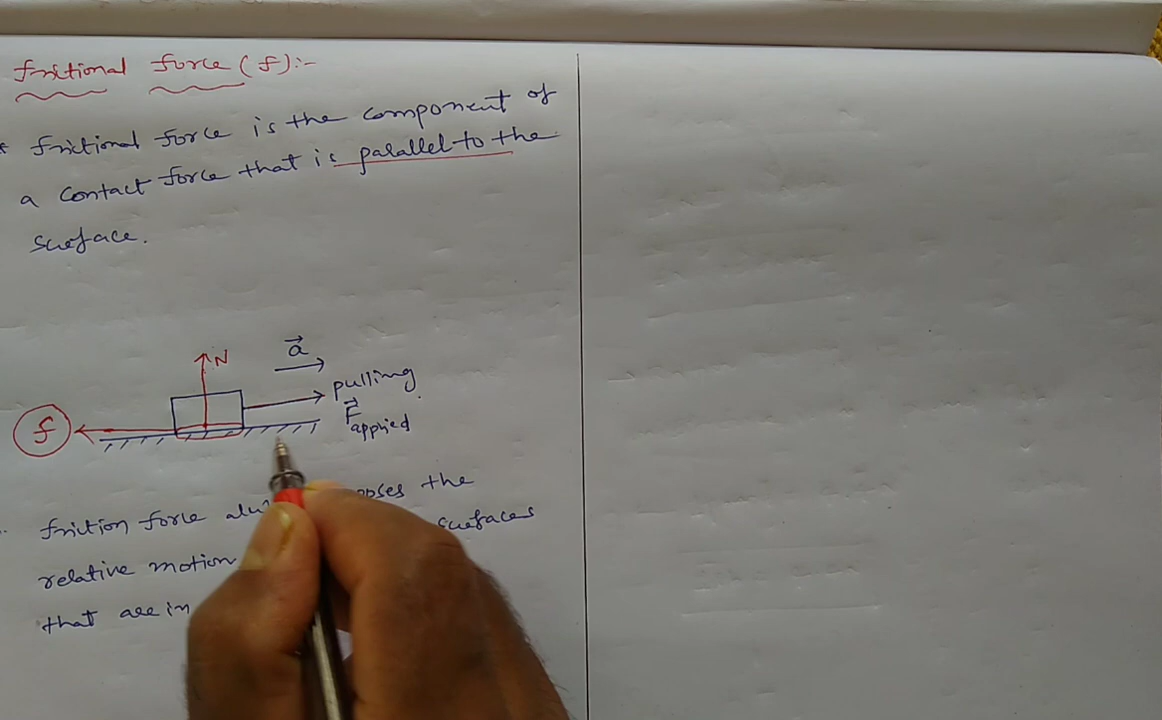 frictional force (f):-
* frictional force is the component of
a contact force that is parallel to the
surface.
N
a
pulling
f
F applied
friction force the
relative motion surfaces
that are in